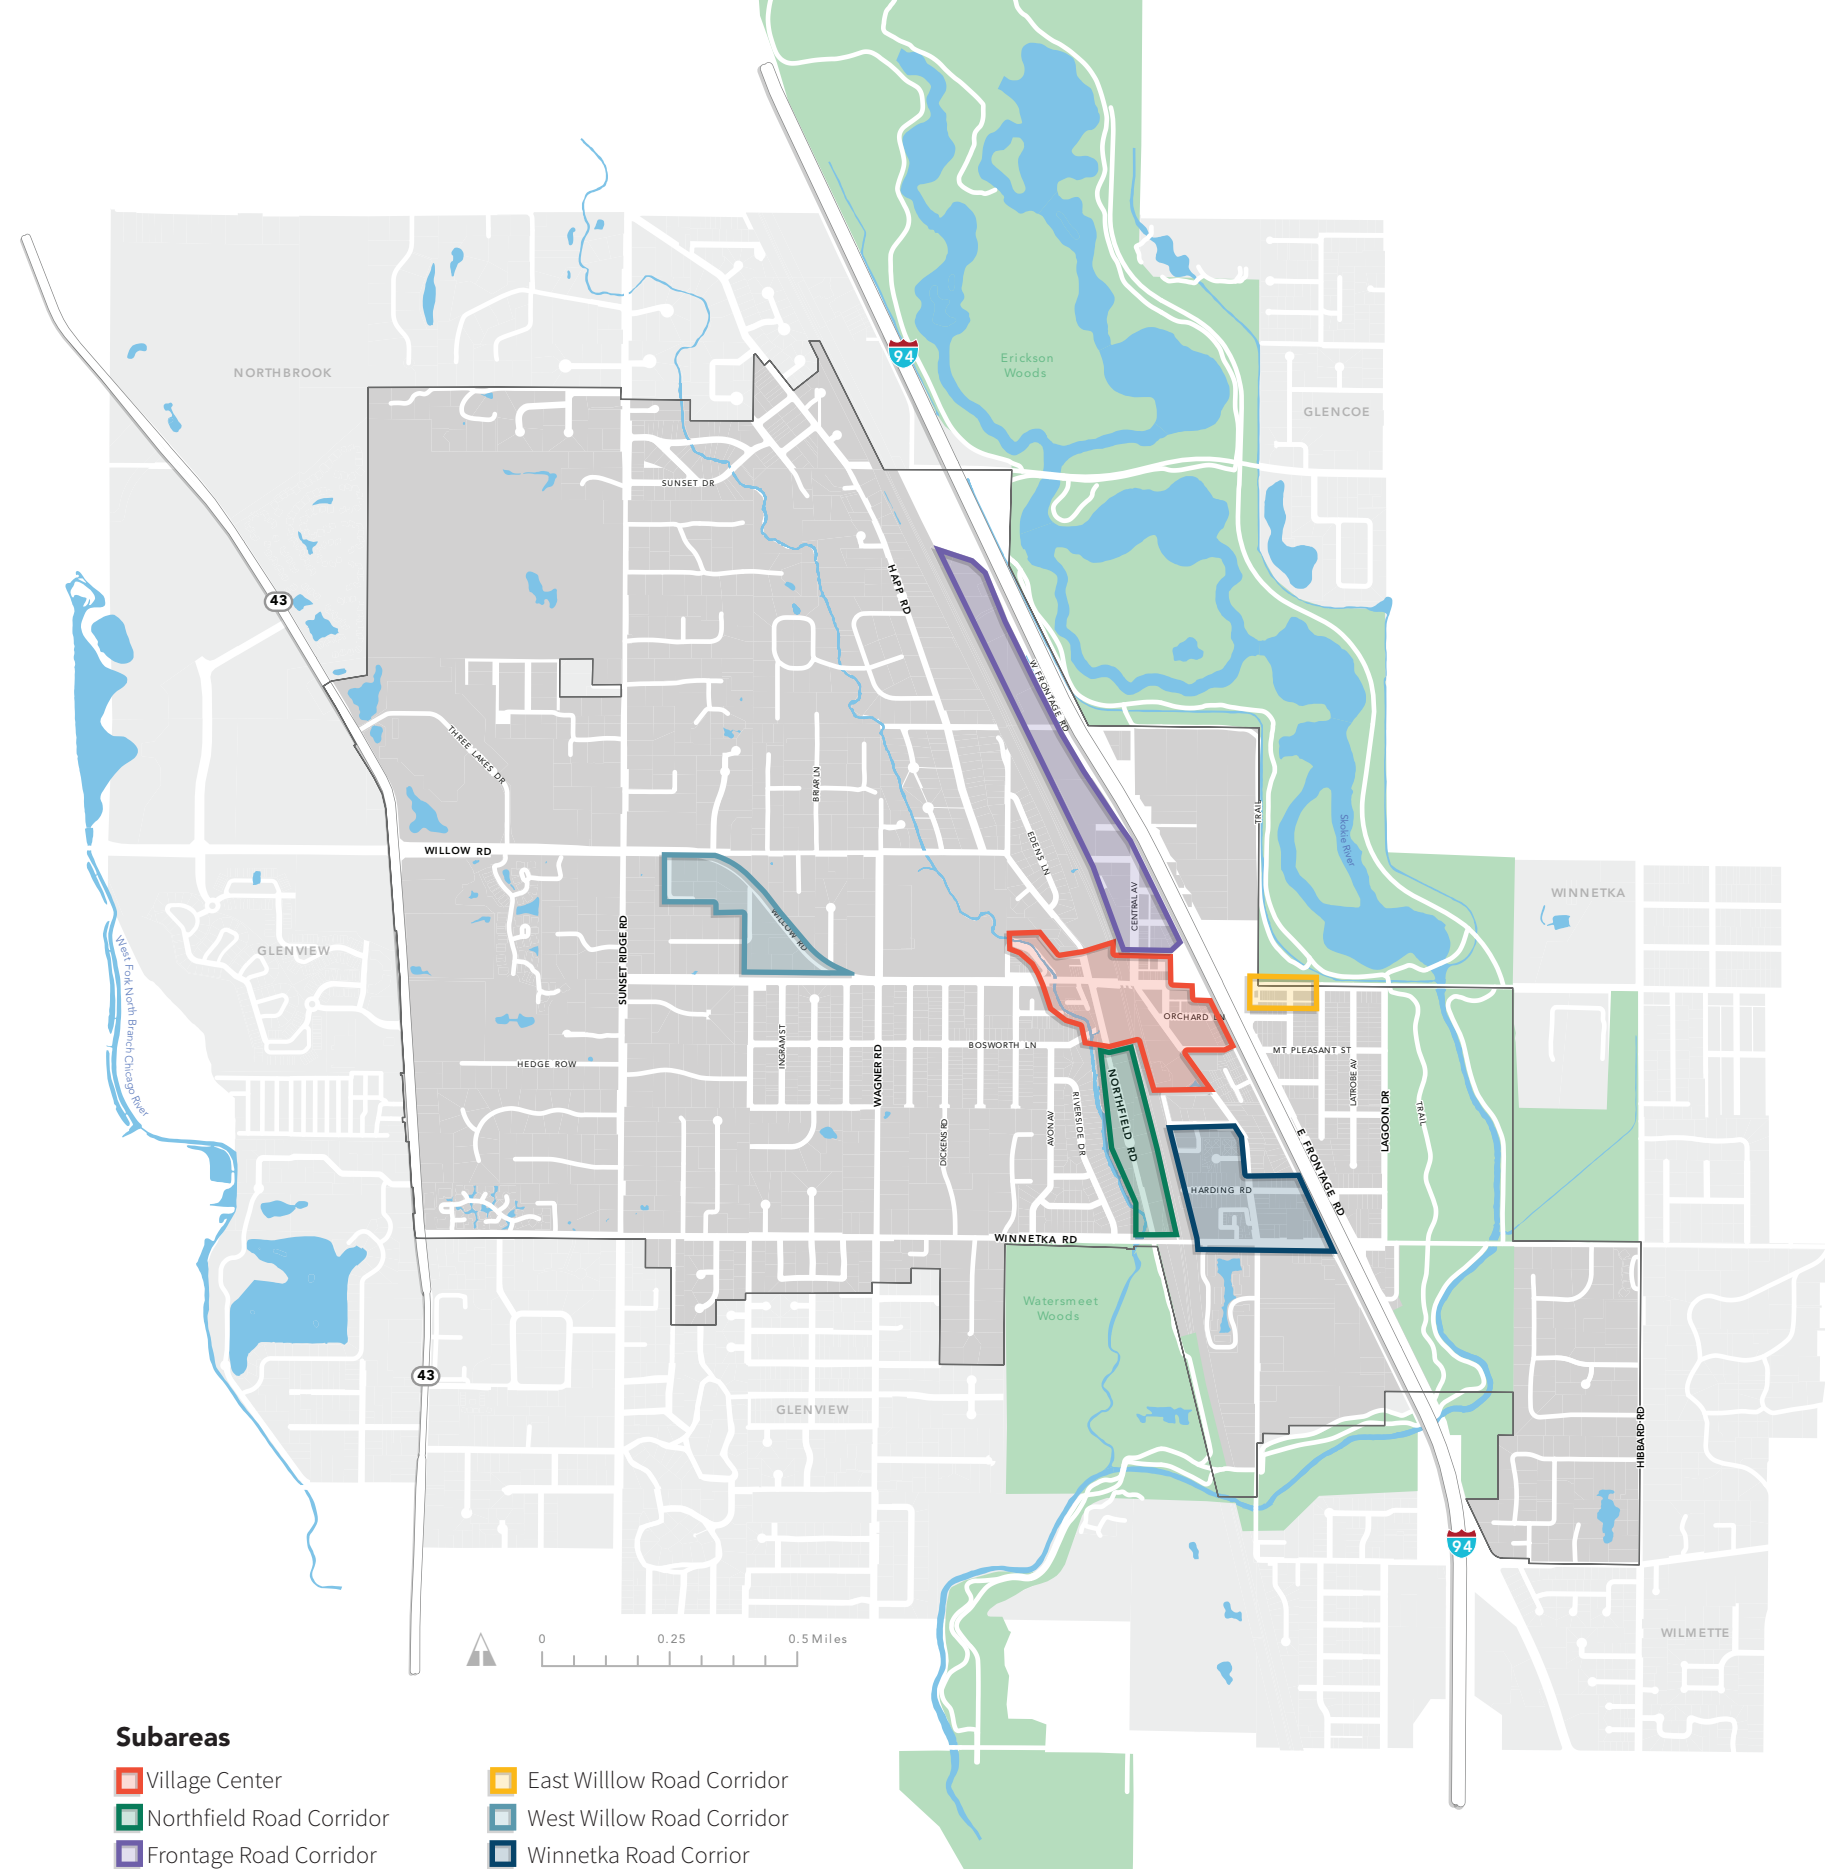 94
Erickson
Woods
NORTHBROOK
GLENCOE
SUNSET DR
HAPP RD
43
W FRONTAGE RD
THREE LAKES DR
BRIAR LN
TRAIL
Skokie River
EDENS LN
WILLOW RD
CENTRAL AV
WINNETKA
WILLOW RD
GLENVIEW
West Fork North Branch Chicago River
SUNSET RIDGE RD
ORCHARD LN
INGRAM ST
BOSWORTH LN
MT PLEASANT ST
HEDGE ROW
WAGNER RD
LATROBE AV
NORTHFIELD RD
RIVERSIDE DR
AVON AV
DICKENS RD
LAGOON DR
TRAIL
E FRONTAGE RD
HARDING RD
WINNETKA RD
Watersmeet
Woods
43
GLENVIEW
HIBBARD RD
94
WILMETTE
0 0.25 0.5 Miles
Subareas
Village Center
Northfield Road Corridor
Frontage Road Corridor
East Willlow Road Corridor
West Willow Road Corridor
Winnetka Road Corrior